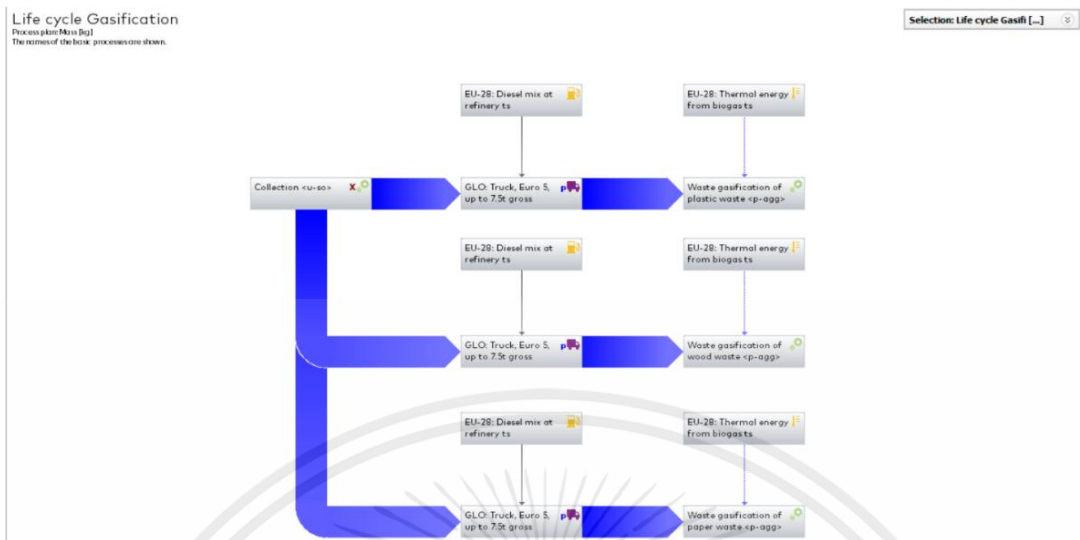 Life cycle Gasification
Process plan: Mass [kg]
The names of the basic processes are shown.
Selection: Life cycle Gasifi [...]
EU-28: Diesel mix at
refinery ts
EU-28: Thermal energy
from biogas ts
Collection <u-so>
X
GLO: Truck, Euro 5,
up to 7.5t gross
p
Waste gasification of
plastic waste <p-agg>
EU-28: Diesel mix at
refinery ts
EU-28: Thermal energy
from biogas ts
GLO: Truck, Euro 5,
up to 7.5t gross
p
Waste gasification of
wood waste <p-agg>
EU-28: Diesel mix at
refinery ts
EU-28: Thermal energy
from biogas ts
GLO: Truck, Euro 5,
up to 7.5t gross
p
Waste gasification of
paper waste <p-agg>